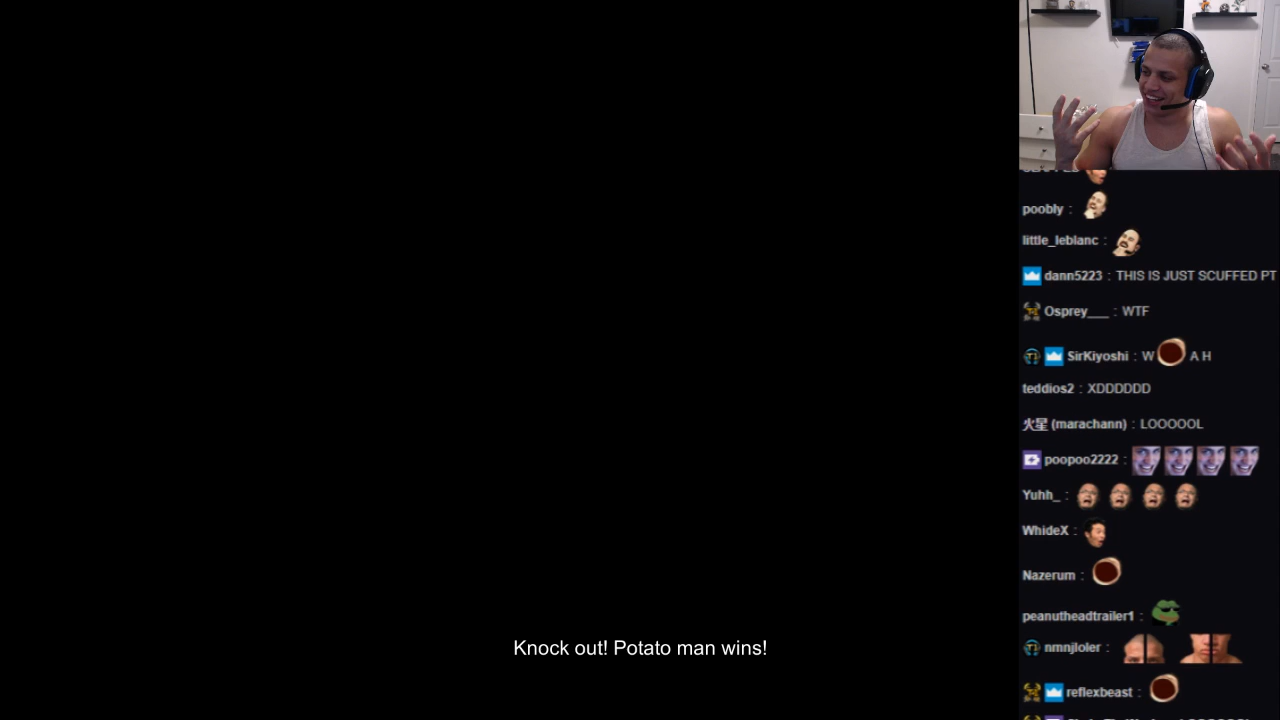 poobly :
little_leblanc :
dann5223 : THIS IS JUST SCUFFED PT
Osprey___ : WTF
SirKiyoshi : W A H
teddios2 : XDDDDDD
火星 (marachann) : LOOOOOL
poopoo2222 :
Yuhh_ :
WhideX :
Nazerum :
peanutheadtrailer1 :
nmnjloler :
Knock out! Potato man wins!
reflexbeast :